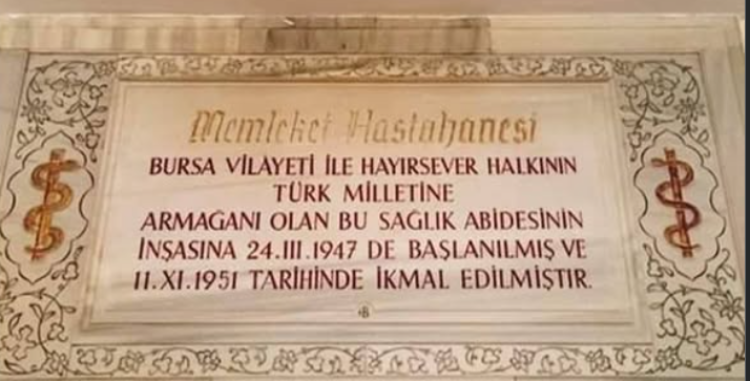 Memleket Hastahanesi
BURSA VİLAYETİ İLE HAYIRSEVER HALKININ
TÜRK MİLLETİNE
ARMAĞANI OLAN BU SAĞLIK ABİDESİNİN
İNŞASINA 24.III.1947 DE BAŞLANILMIŞ VE
11.XI.1951 TARİHİNDE İKMAL EDİLMİŞTİR.